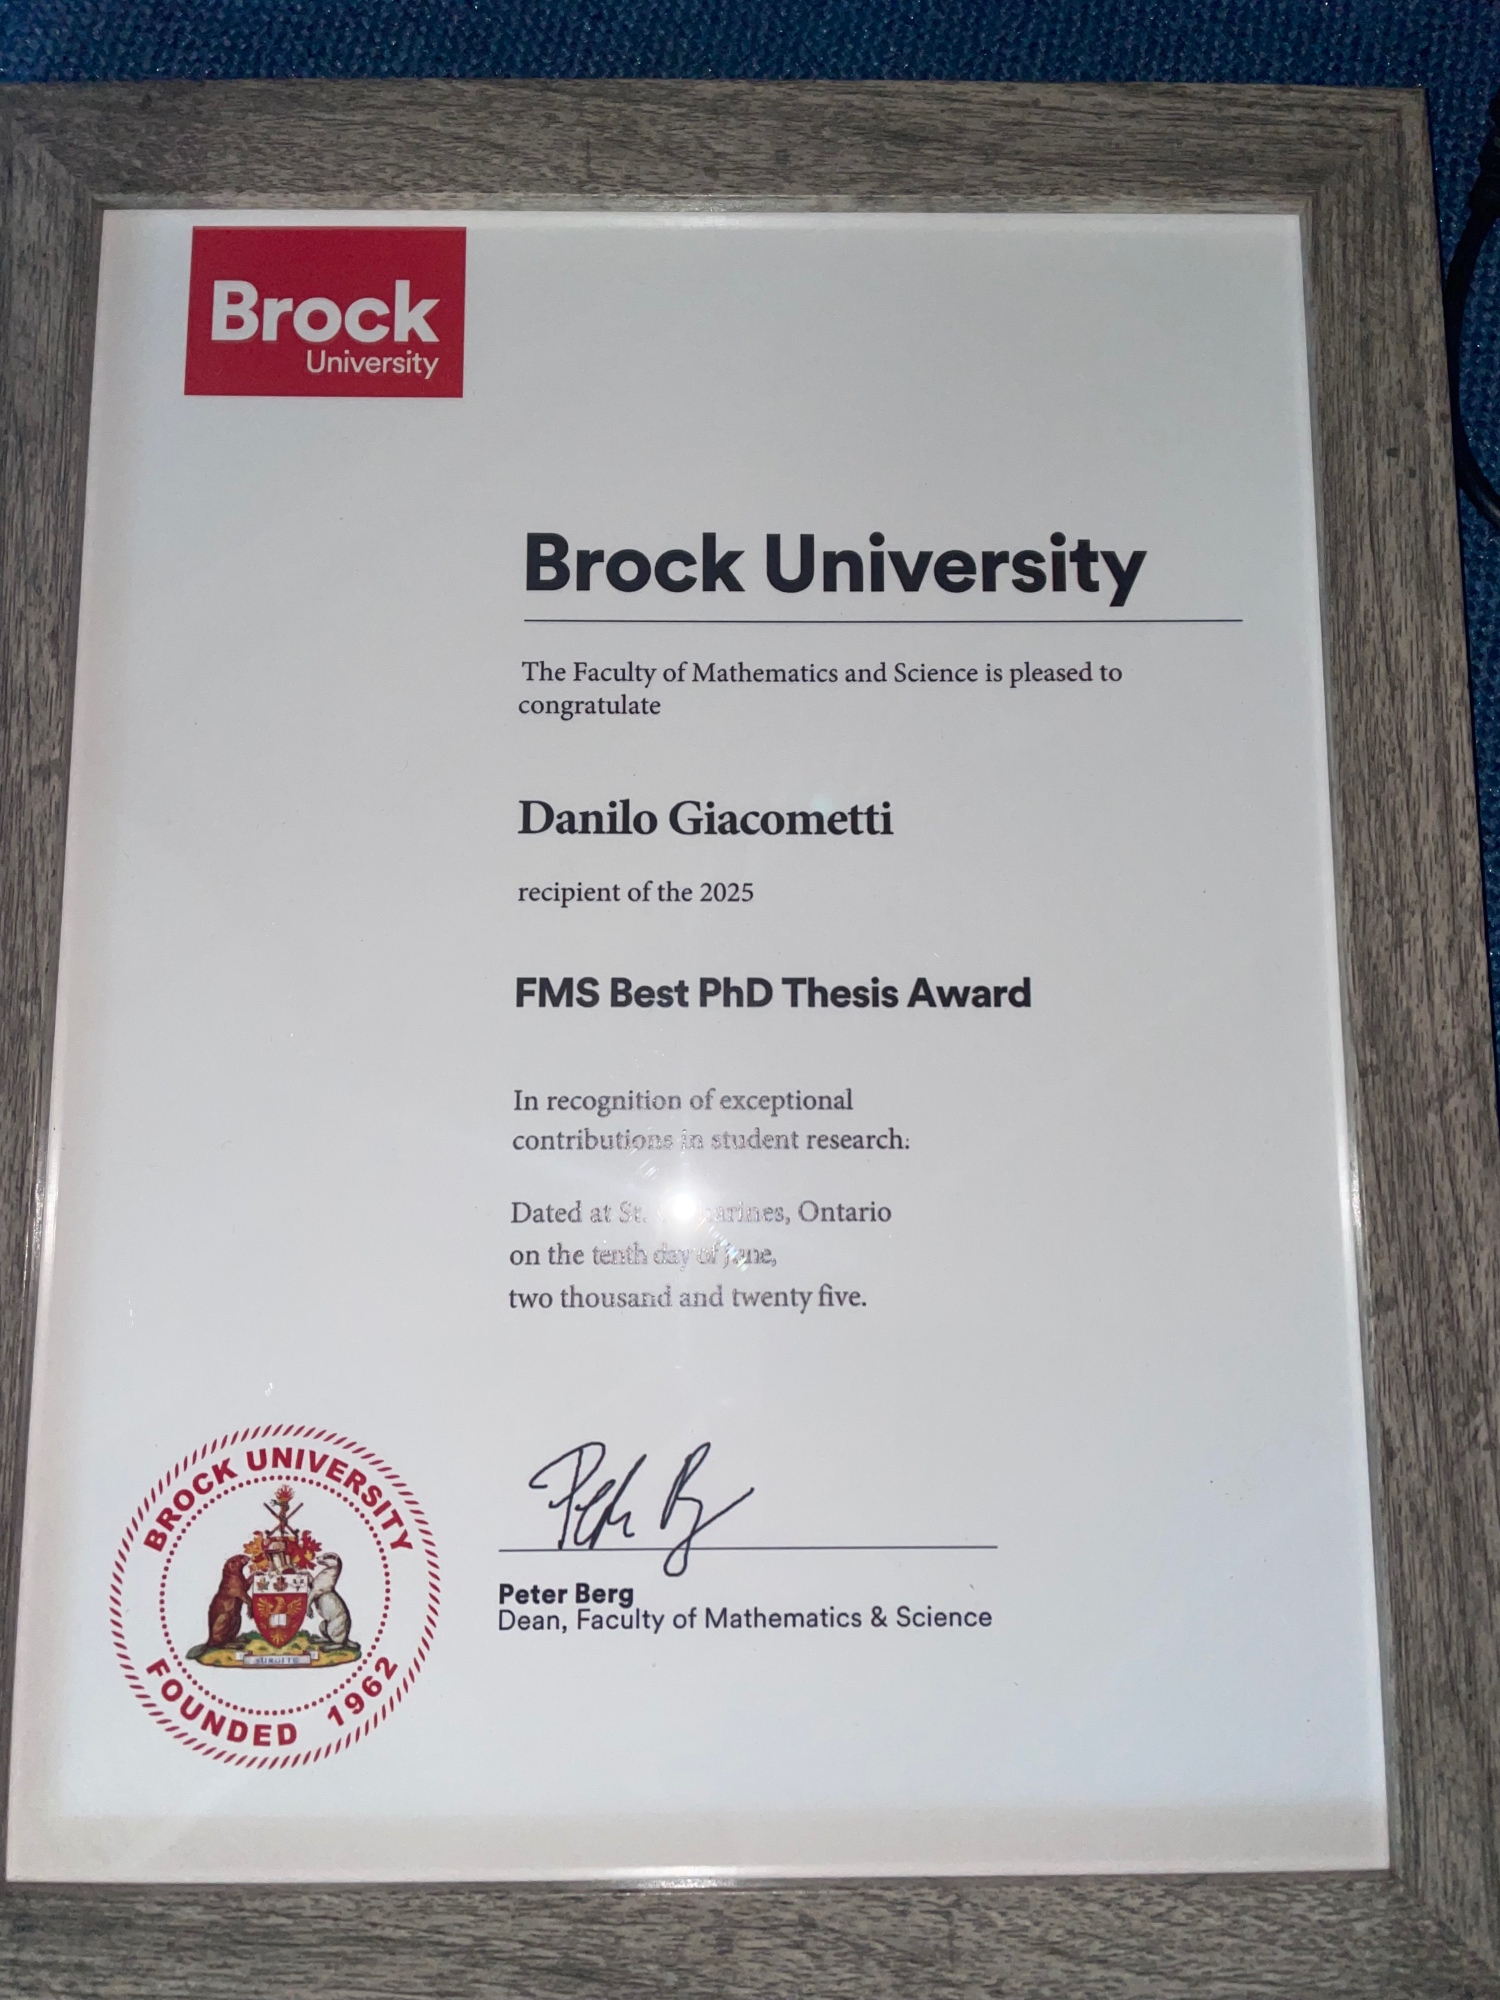 Brock
University
Brock University
The Faculty of Mathematics and Science is pleased to
congratulate
Danilo Giacometti
recipient of the 2025
FMS Best PhD Thesis Award
In recognition of exceptional
contributions in student research:
Dated at St. Catharines, Ontario
on the tenth day of June,
two thousand and twenty five.
Peter Berg
Dean, Faculty of Mathematics & Science
BROCK UNIVERSITY
SURGITE
FOUNDED 1962